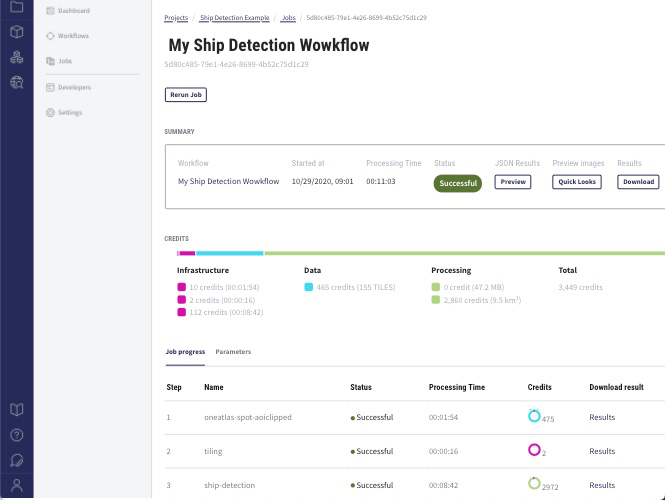 Dashboard
Workflows
Jobs
Developers
Settings
Projects / Ship Detection Example / Jobs / 5d80c485-79e1-4e26-8699-4b52c75d1c29
My Ship Detection Wowkflow
5d80c485-79e1-4e26-8699-4b52c75d1c29
Rerun Job
SUMMARY
Workflow Started at Processing Time Status JSON Results Preview images Results
My Ship Detection Wowkflow 10/29/2020, 09:01 00:11:03 Successful Preview Quick Looks Download
CREDITS
Infrastructure Data Processing Total
10 credits (00:01:54) 465 credits (155 TILES) 0 credit (47.2 MB) 3,449 credits
2 credits (00:00:16) 2,860 credits (9.5 km²)
112 credits (00:08:42)
Job progress Parameters
Step Name Status Processing Time Credits Download result
1 oneatlas-spot-aoiclipped Successful 00:01:54 475 Results
2 tiling Successful 00:00:16 2 Results
3 ship-detection Successful 00:08:42 2972 Results